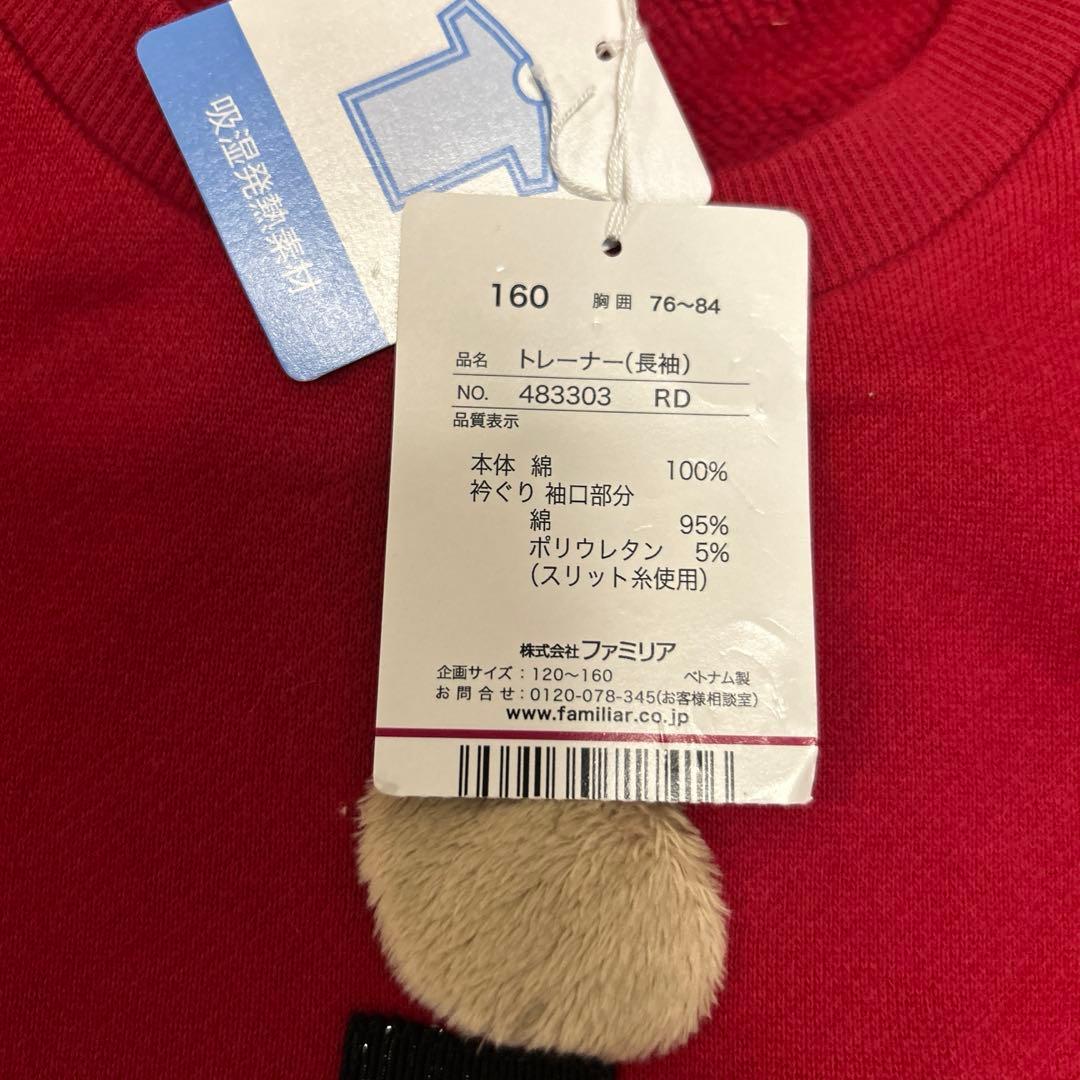 吸湿発熱素材
160 胸囲 76～84
品名 トレーナー(長袖)
NO. 483303 RD
品質表示
本体 綿 100%
衿ぐり 袖口部分
綿 95%
ポリウレタン 5%
(スリット糸使用)
株式会社ファミリア
企画サイズ：120～160 ベトナム製
お問合せ：0120-078-345(お客様相談室)
www.familiar.co.jp